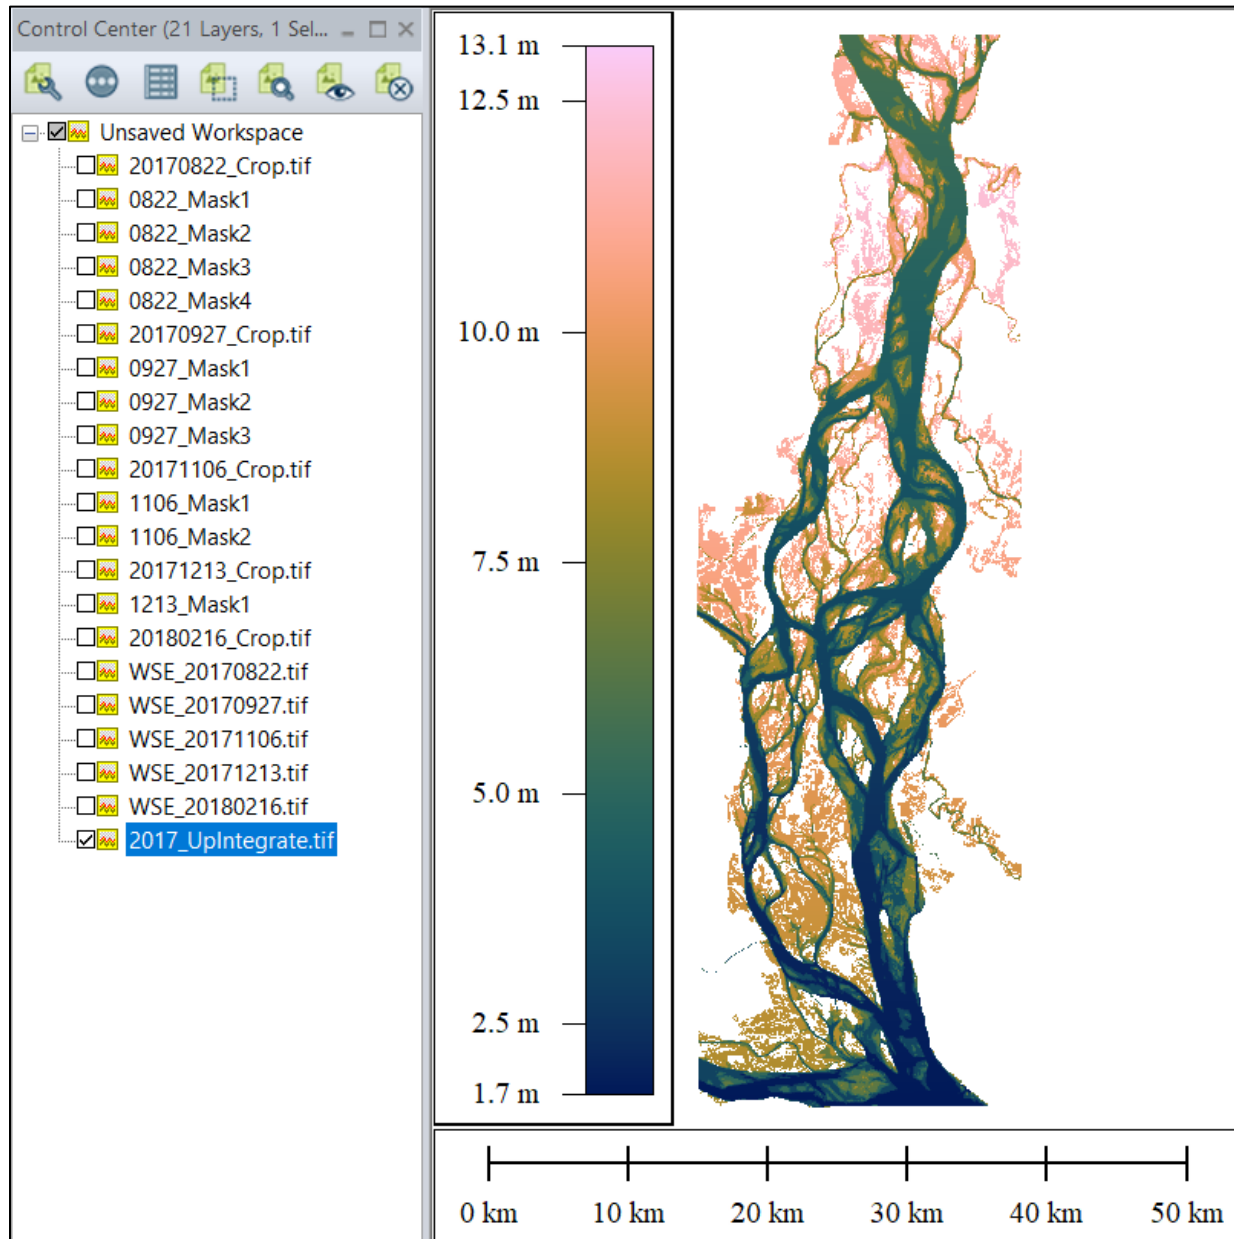 Control Center (21 Layers, 1 Sel...
Unsaved Workspace
20170822_Crop.tif
0822_Mask1
0822_Mask2
0822_Mask3
0822_Mask4
20170927_Crop.tif
0927_Mask1
0927_Mask2
0927_Mask3
20171106_Crop.tif
1106_Mask1
1106_Mask2
20171213_Crop.tif
1213_Mask1
20180216_Crop.tif
WSE_20170822.tif
WSE_20170927.tif
WSE_20171106.tif
WSE_20171213.tif
WSE_20180216.tif
2017_UpIntegrate.tif
13.1 m
12.5 m
10.0 m
7.5 m
5.0 m
2.5 m
1.7 m
0 km 10 km 20 km 30 km 40 km 50 km